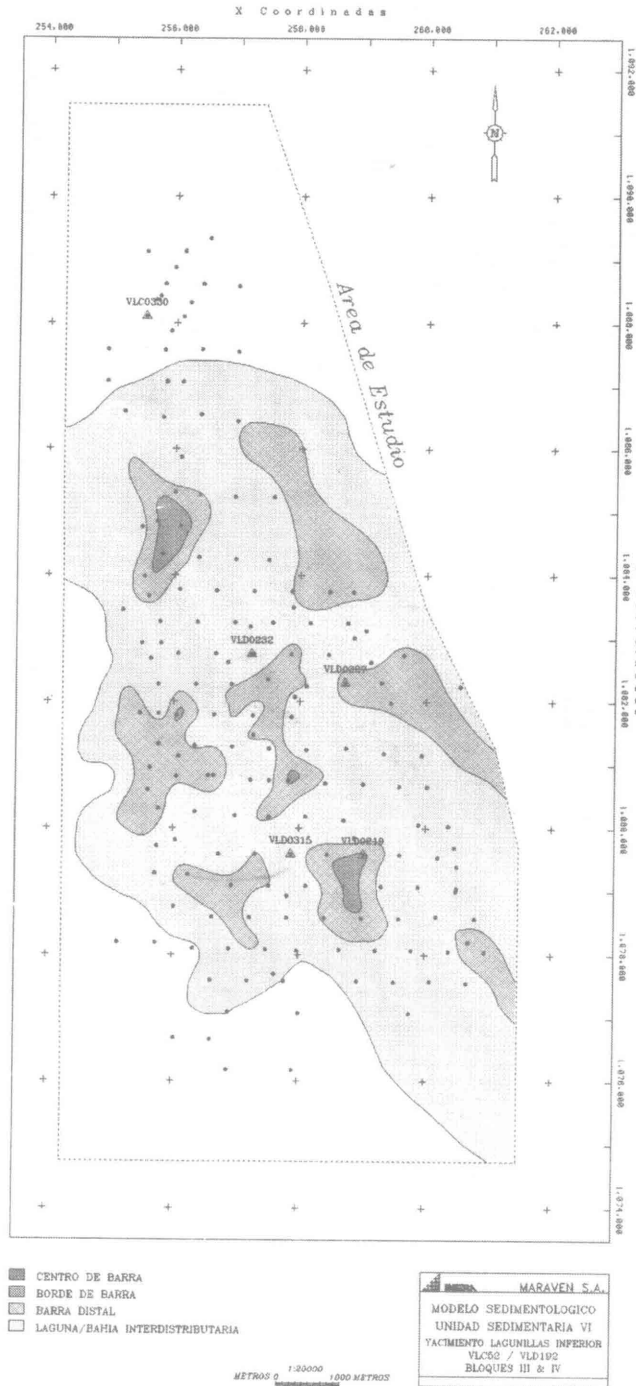 X Coordinadas
254.000 256.000 258.000 260.000 262.000
1.092.000
N
1.090.000
VLC0330
1.088.000
Area de Estudio
1.086.000
1.084.000
VLD0232
1.082.000
1.080.000
VLD0315
1.078.000
1.076.000
1.074.000
CENTRO DE BARRA
BORDE DE BARRA
BARRA DISTAL
LAGUNA/BAHIA INTERDISTRIBUTARIA
MARAVEN S.A.
MODELO SEDIMENTOLOGICO
UNIDAD SEDIMENTARIA VI
YACIMIENTO LAGUNILLAS INFERIOR
VLC52 / VLD192
BLOQUES III & IV
1:20000
METROS 0 1000 METROS